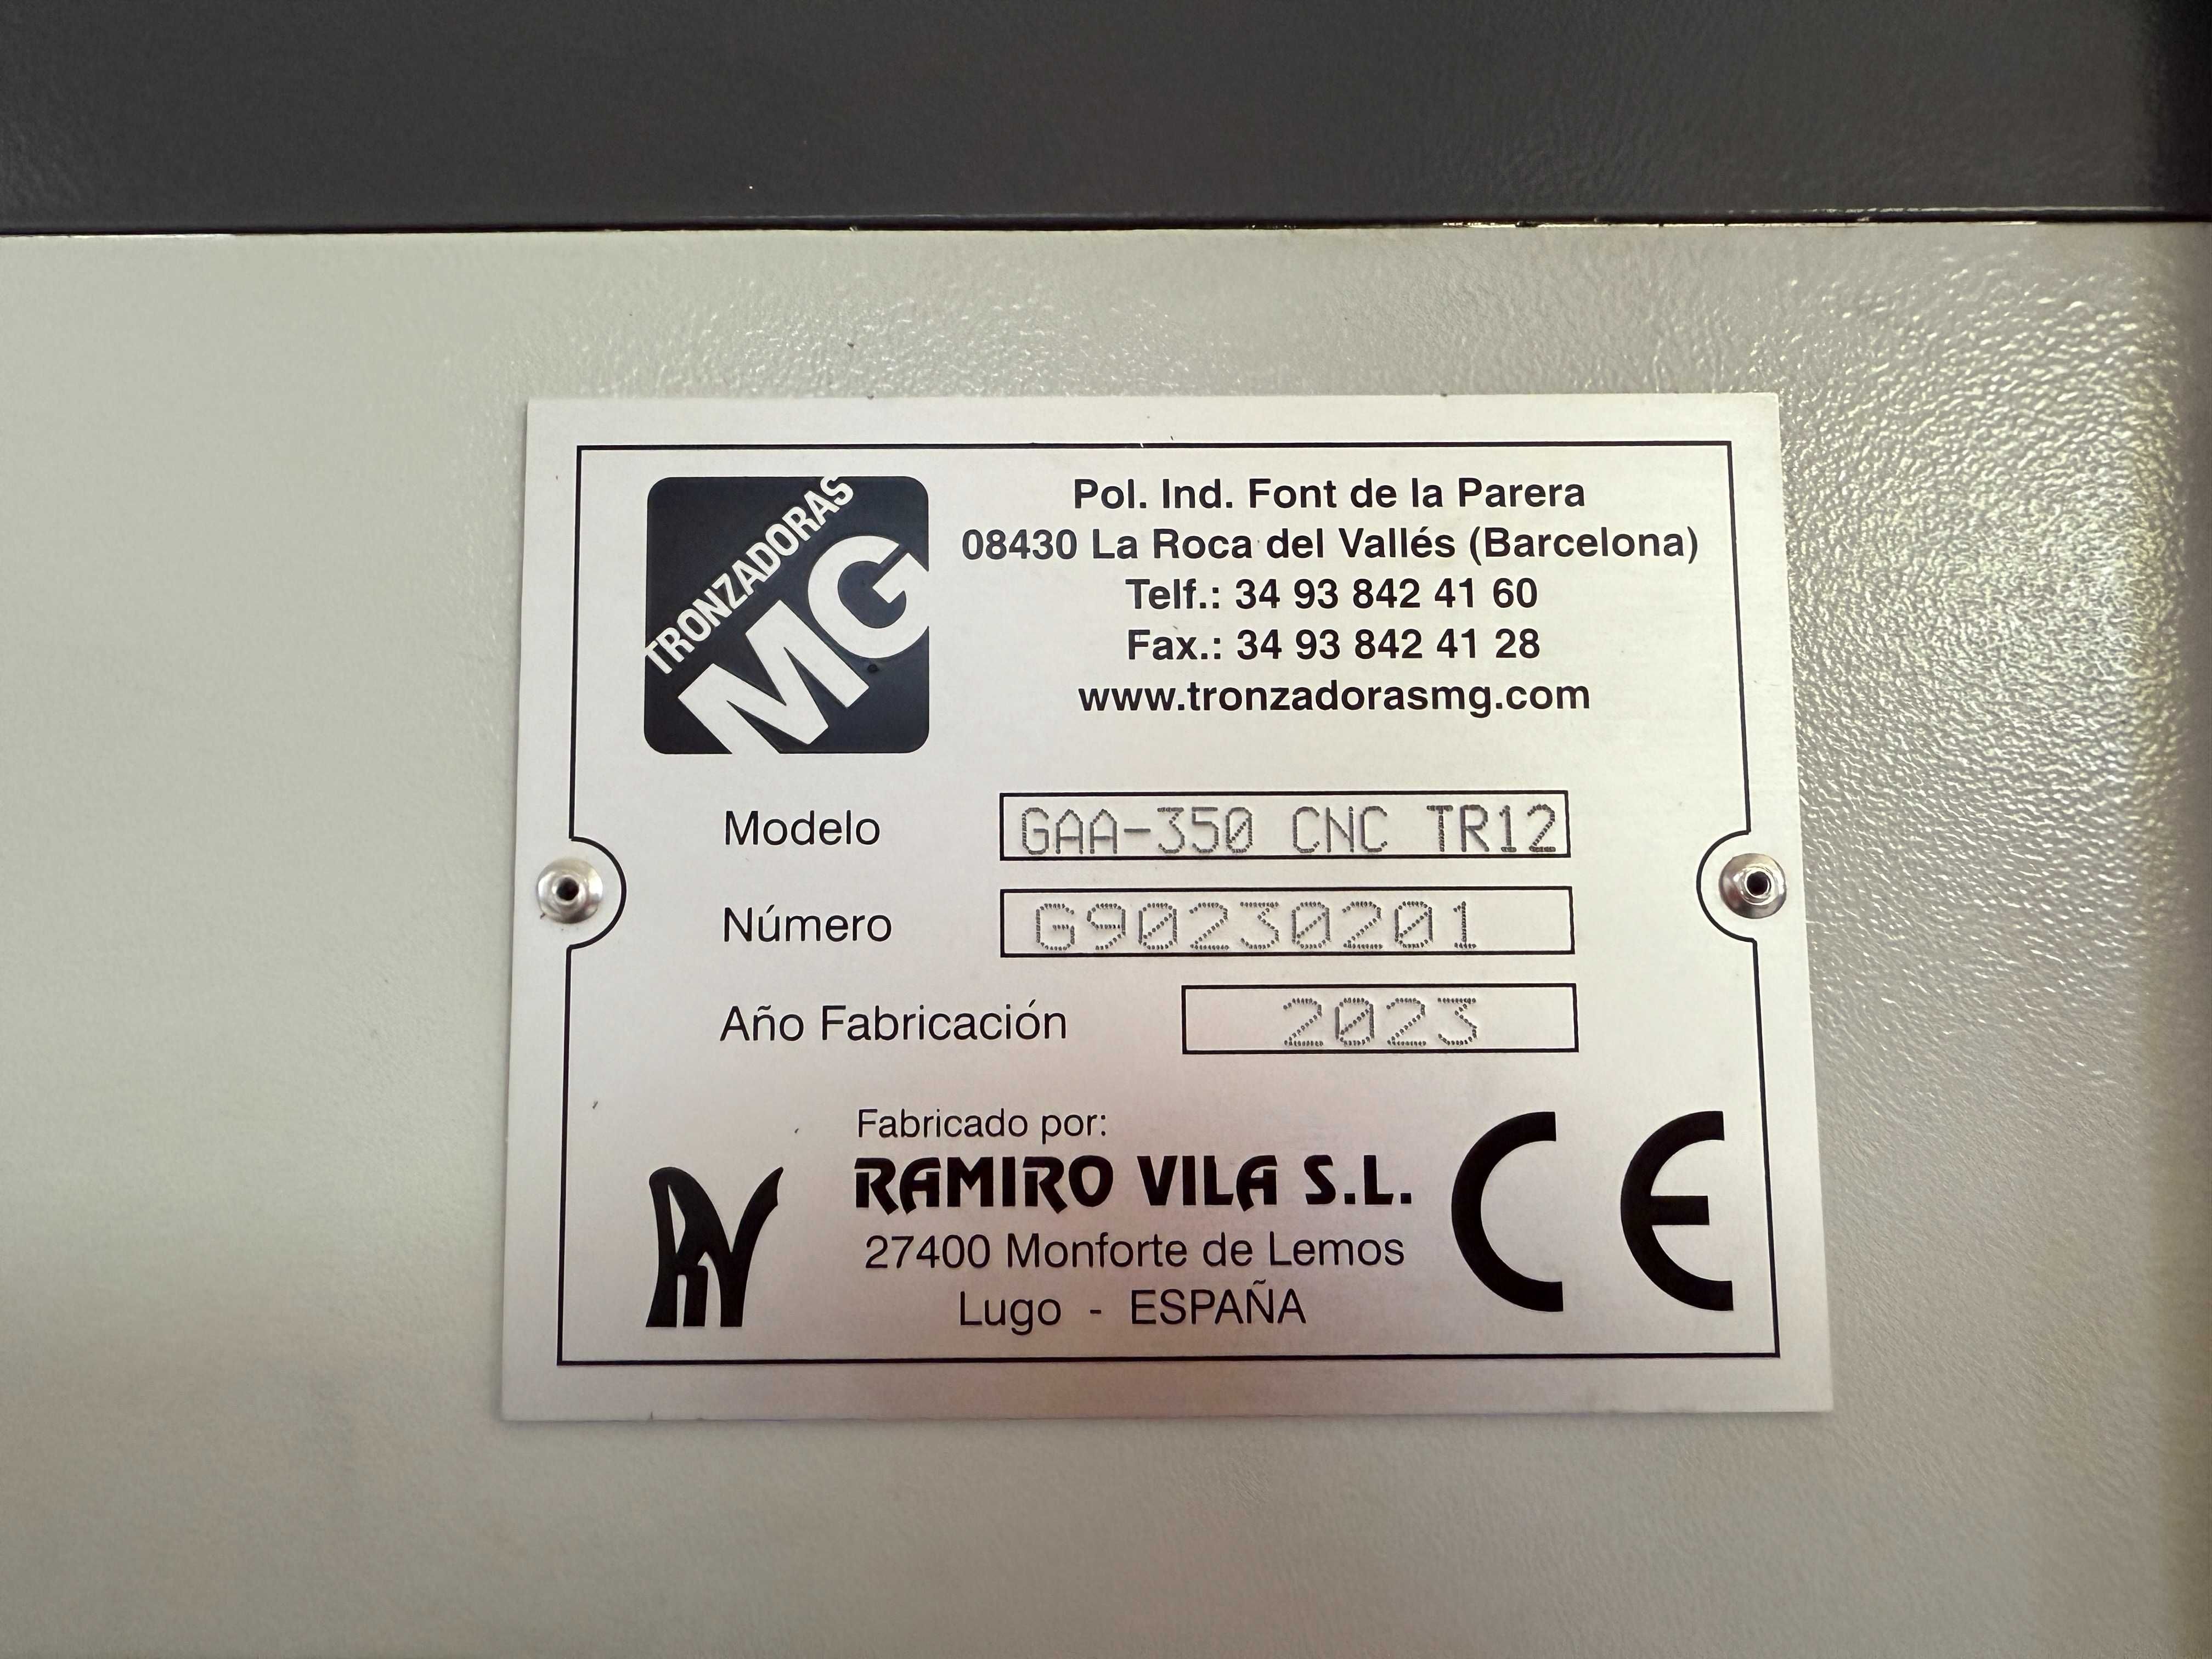 TRONZADORAS
MG
Pol. Ind. Font de la Parera
08430 La Roca del Vallés (Barcelona)
Telf.: 34 93 842 41 60
Fax.: 34 93 842 41 28
www.tronzadorasmg.com
Modelo GAA-350 CNC TR12
Número G90230201
Año Fabricación 2023
Fabricado por:
RV RAMIRO VILA S.L.
27400 Monforte de Lemos
Lugo - ESPAÑA
CE